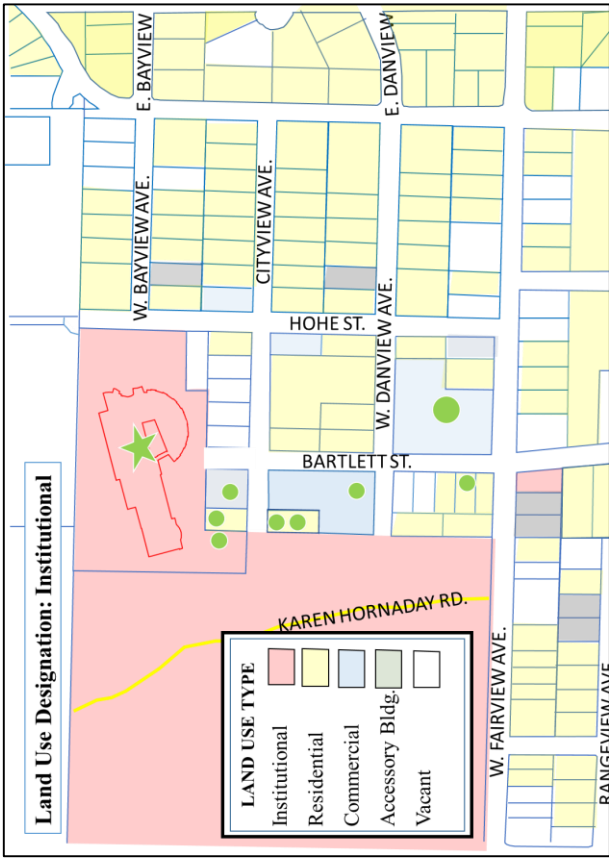 Land Use Designation: Institutional
E. BAYVIEW
E. DANVIEW
W. BAYVIEW AVE.
CITYVIEW AVE.
HOHE ST.
W. DANVIEW AVE.
BARTLETT ST.
KAREN HORNADAY RD.
W. FAIRVIEW AVE.
RANGEVIEW AVE
LAND USE TYPE
Institutional
Residential
Commercial
Accessory Bldg.
Vacant